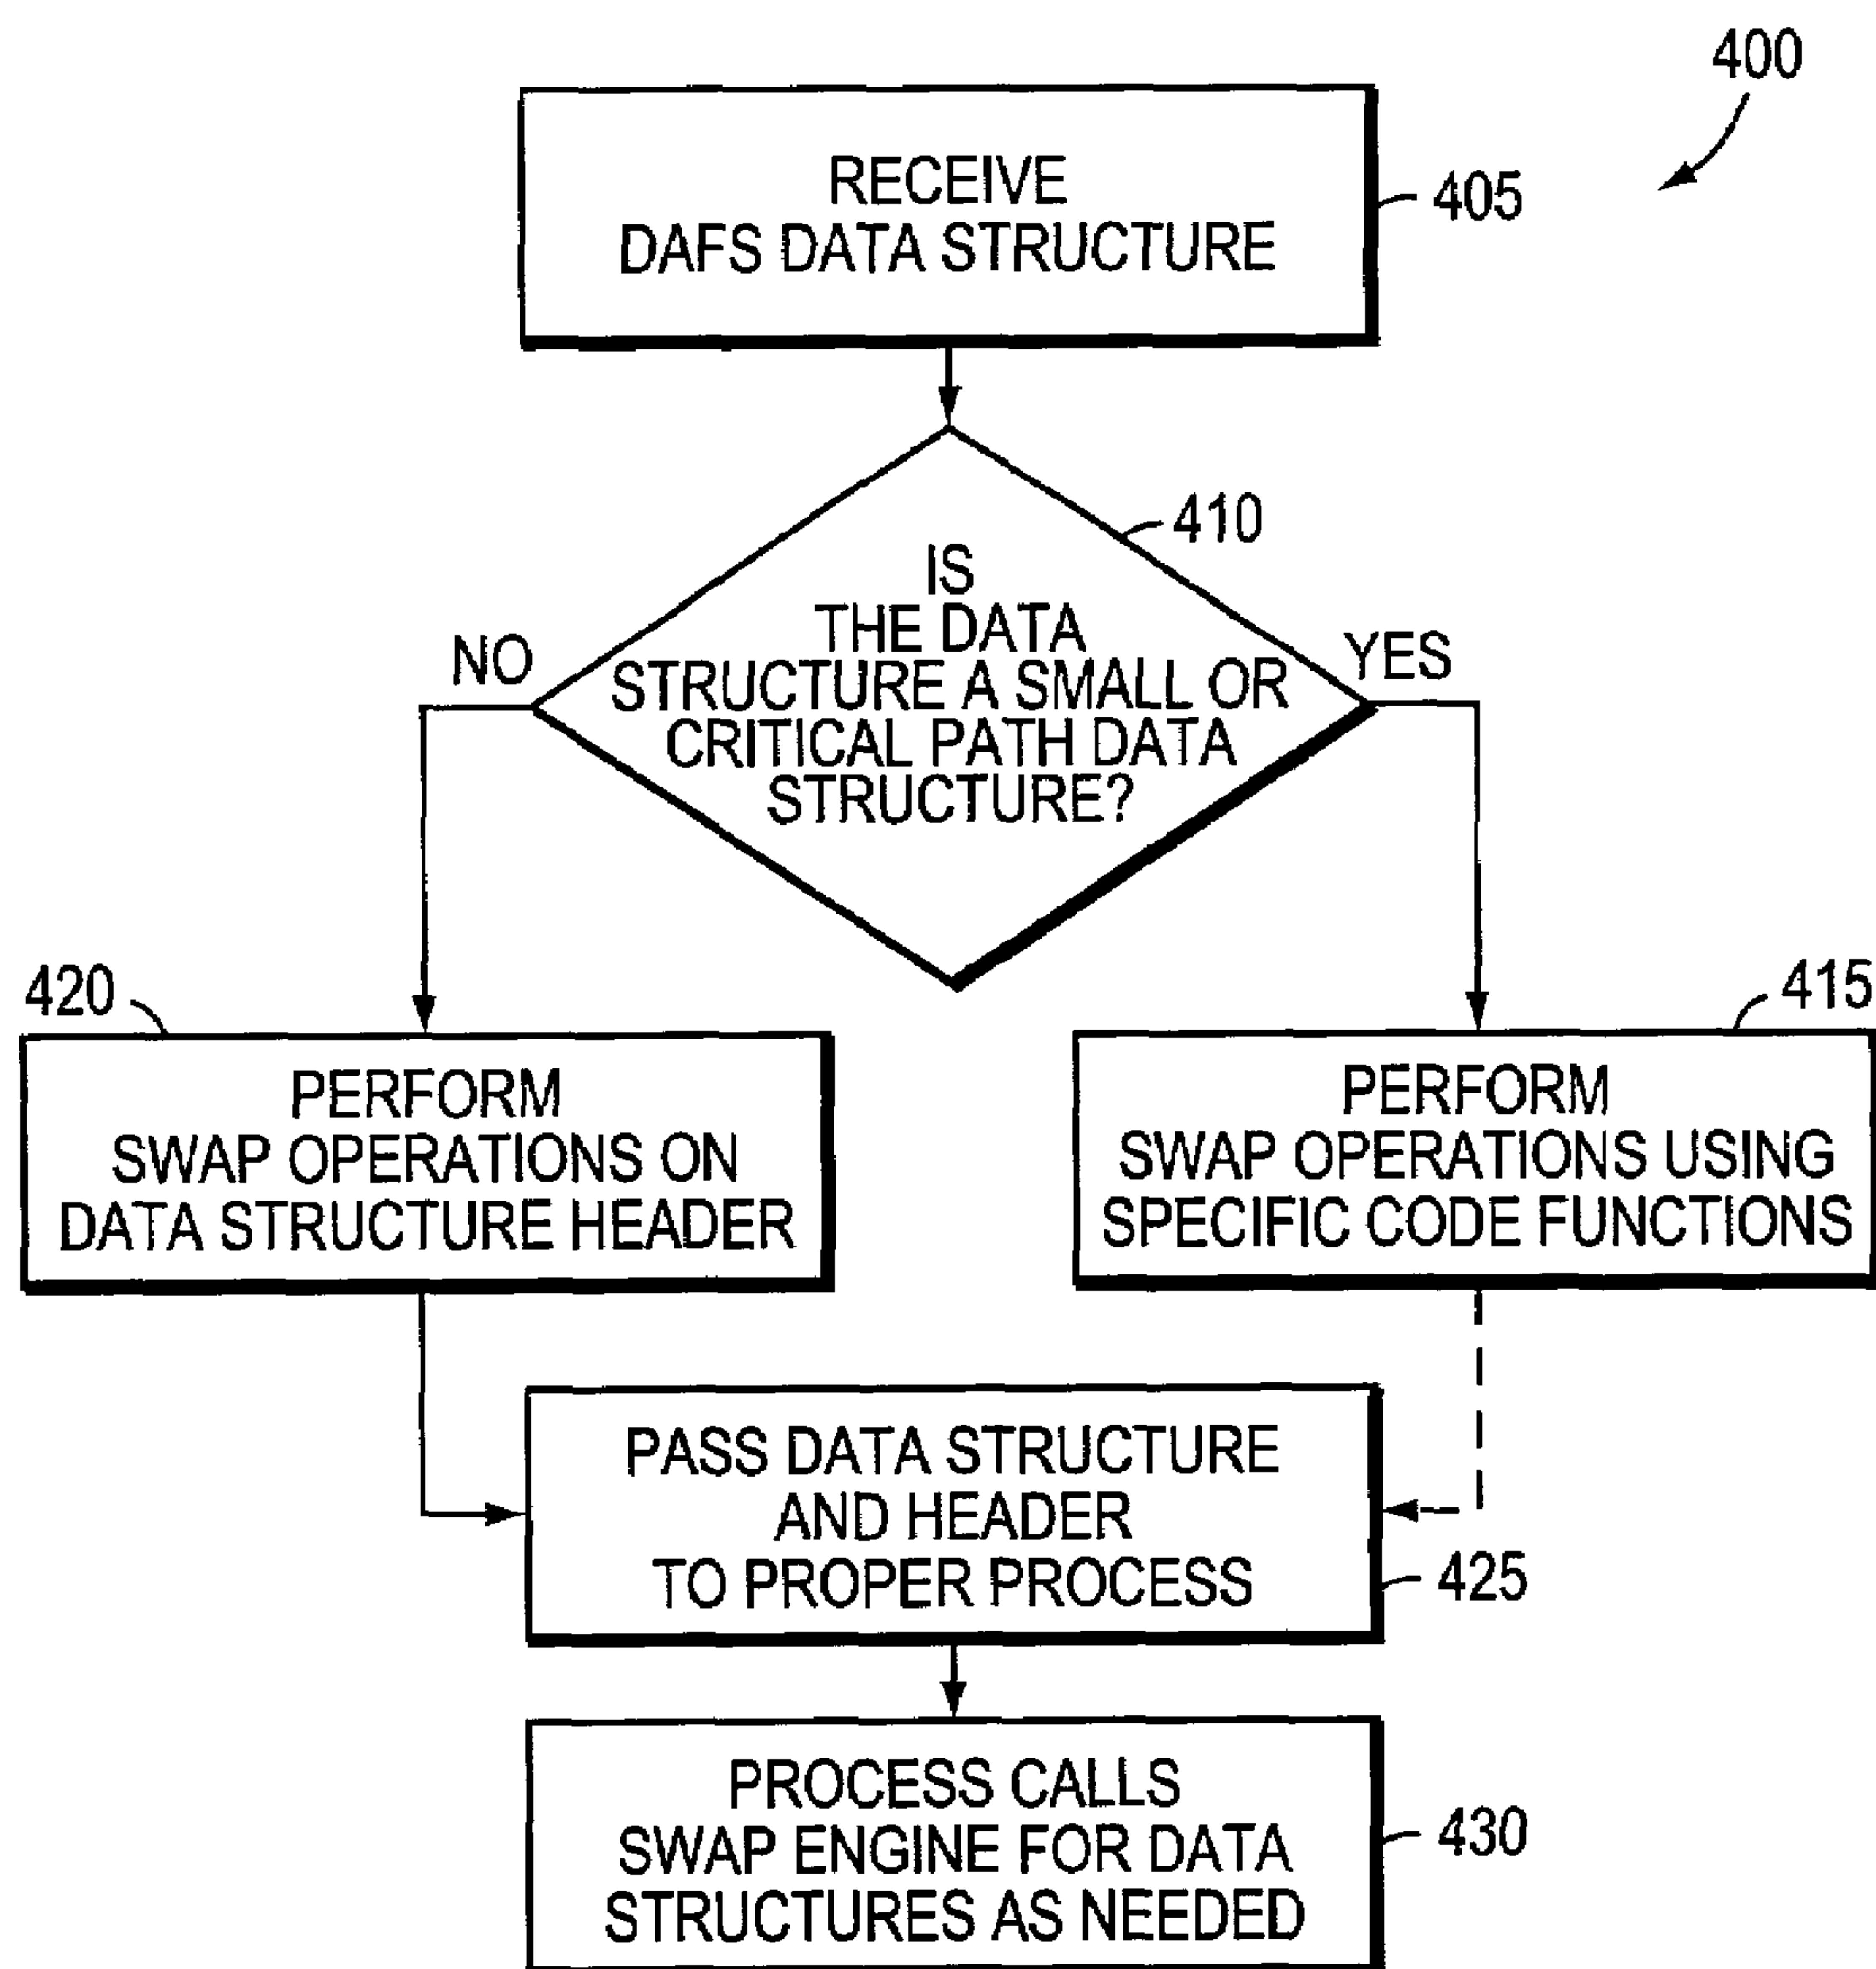 400
RECEIVE
DAFS DATA STRUCTURE
405
410
IS
THE DATA
STRUCTURE A SMALL OR
CRITICAL PATH DATA
STRUCTURE?
NO
YES
420
PERFORM
SWAP OPERATIONS ON
DATA STRUCTURE HEADER
415
PERFORM
SWAP OPERATIONS USING
SPECIFIC CODE FUNCTIONS
PASS DATA STRUCTURE
AND HEADER
TO PROPER PROCESS
425
PROCESS CALLS
SWAP ENGINE FOR DATA
STRUCTURES AS NEEDED
430